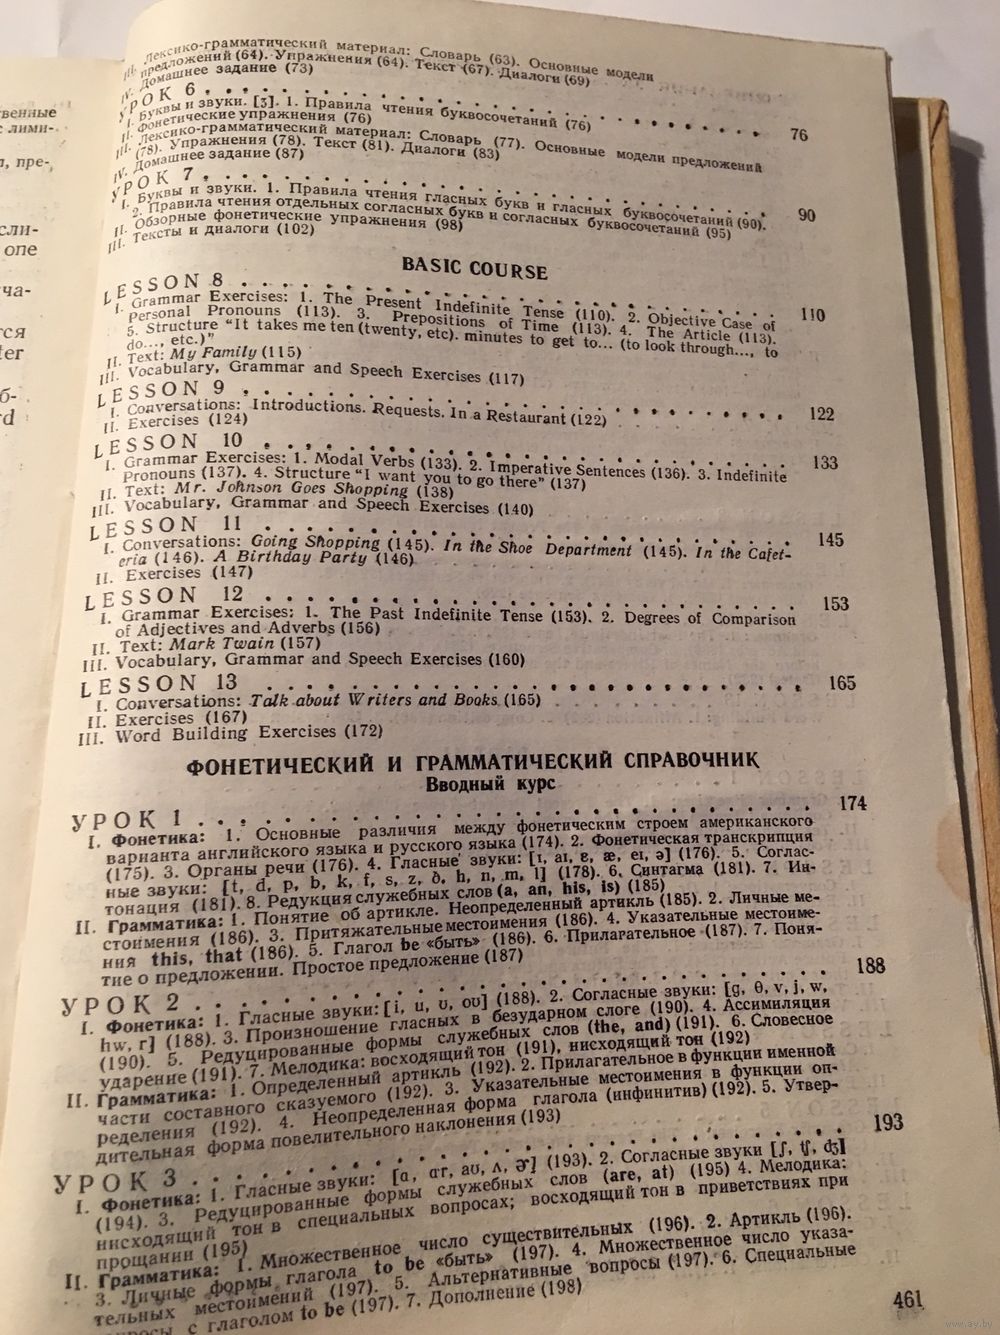 венные
с лими-
л, пре-
сли-
опе
ча-
тся
ter
б-
rd
III. Лексико-грамматический материал: Словарь (63). Основные модели
предложений (64). Упражнения (64). Текст (67). Диалоги (69)
IV. Домашнее задание (73)
УРОК 6 76
I. Буквы и звуки. [ʒ]. 1. Правила чтения буквосочетаний (76)
II. Фонетические упражнения (76)
III. Лексико-грамматический материал: Словарь (77). Основные модели предложений
(78). Упражнения (78). Текст (81). Диалоги (83)
IV. Домашнее задание (87)
УРОК 7 90
I. Буквы и звуки. 1. Правила чтения гласных букв и гласных буквосочетаний (90).
2. Правила чтения отдельных согласных букв и согласных буквосочетаний (95)
II. Обзорные фонетические упражнения (98)
III. Тексты и диалоги (102)
BASIC COURSE
LESSON 8 110
I. Grammar Exercises: 1. The Present Indefinite Tense (110). 2. Objective Case of
Personal Pronouns (113). 3. Prepositions of Time (113). 4. The Article (113).
5. Structure “It takes me ten (twenty, etc). minutes to get to... (to look through..., to
do..., etc.)”
II. Text: My Family (115)
III. Vocabulary, Grammar and Speech Exercises (117)
LESSON 9 122
I. Conversations: Introductions. Requests. In a Restaurant (122)
II. Exercises (124)
LESSON 10 133
I. Grammar Exercises: 1. Modal Verbs (133). 2. Imperative Sentences (136). 3. Indefinite
Pronouns (137). 4. Structure “I want you to go there” (137)
II. Text: Mr. Johnson Goes Shopping (138)
III. Vocabulary, Grammar and Speech Exercises (140)
LESSON 11 145
I. Conversations: Going Shopping (145). In the Shoe Department (145). In the Cafet-
eria (146). A Birthday Party (146)
II. Exercises (147)
LESSON 12 153
I. Grammar Exercises: 1. The Past Indefinite Tense (153). 2. Degrees of Comparison
of Adjectives and Adverbs (156)
II. Text: Mark Twain (157)
III. Vocabulary, Grammar and Speech Exercises (160)
LESSON 13 165
I. Conversations: Talk about Writers and Books (165)
II. Exercises (167)
III. Word Building Exercises (172)
ФОНЕТИЧЕСКИЙ И ГРАММАТИЧЕСКИЙ СПРАВОЧНИК
Вводный курс
УРОК 1 174
I. Фонетика: 1. Основные различия между фонетическим строем американского
варианта английского языка и русского языка (174). 2. Фонетическая транскрипция
(175). 3. Органы речи (176). 4. Гласные звуки: [ɪ, aɪ, ɛ, æ, eɪ, ə] (176). 5. Соглас-
ные звуки: [t, d, p, b, k, f, s, z, ð, h, n, m, l] (178). 6. Синтагма (181). 7. Ин-
тонация (181). 8. Редукция служебных слов (a, an, his, is) (185)
II. Грамматика: 1. Понятие об артикле. Неопределенный артикль (185). 2. Личные ме-
стоимения (186). 3. Притяжательные местоимения (186). 4. Указательные местоиме-
ния this, that (186). 5. Глагол be «быть» (186). 6. Прилагательное (187). 7. Поня-
тие о предложении. Простое предложение (187)
УРОК 2 188
I. Фонетика: 1. Гласные звуки: [i, u, ʊ, oʊ] (188). 2. Согласные звуки: [g, θ, v, j, w,
hw, r] (188). 3. Произношение гласных в безударном слоге (190). 4. Ассимиляция
(190). 5. Редуцированные формы служебных слов (the, and) (191). 6. Словесное
ударение (191). 7. Мелодика: восходящий тон (191), нисходящий тон (192)
II. Грамматика: 1. Определенный артикль (192). 2. Прилагательное в функции именной
части составного сказуемого (192). 3. Указательные местоимения в функции оп-
ределения (192). 4. Неопределенная форма глагола (инфинитив) (192). 5. Утвер-
дительная форма повелительного наклонения (193)
УРОК 3 193
I. Фонетика: 1. Гласные звуки: [ɑ, ɑr, aʊ, ʌ, ɚ] (193). 2. Согласные звуки [ʃ, tʃ, dʒ]
(194). 3. Редуцированные формы служебных слов (are, at) (195) 4. Мелодика:
нисходящий тон в специальных вопросах; восходящий тон в приветствиях при
прощании (195)
II. Грамматика: 1. Множественное число существительных (196). 2. Артикль (196).
3. Личные формы глагола to be «быть» (197). 4. Множественное число указа-
тельных местоимений (197). 5. Альтернативные вопросы (197). 6. Специальные
вопросы с глаголом to be (197). 7. Дополнение (198)
461
www.ay.by